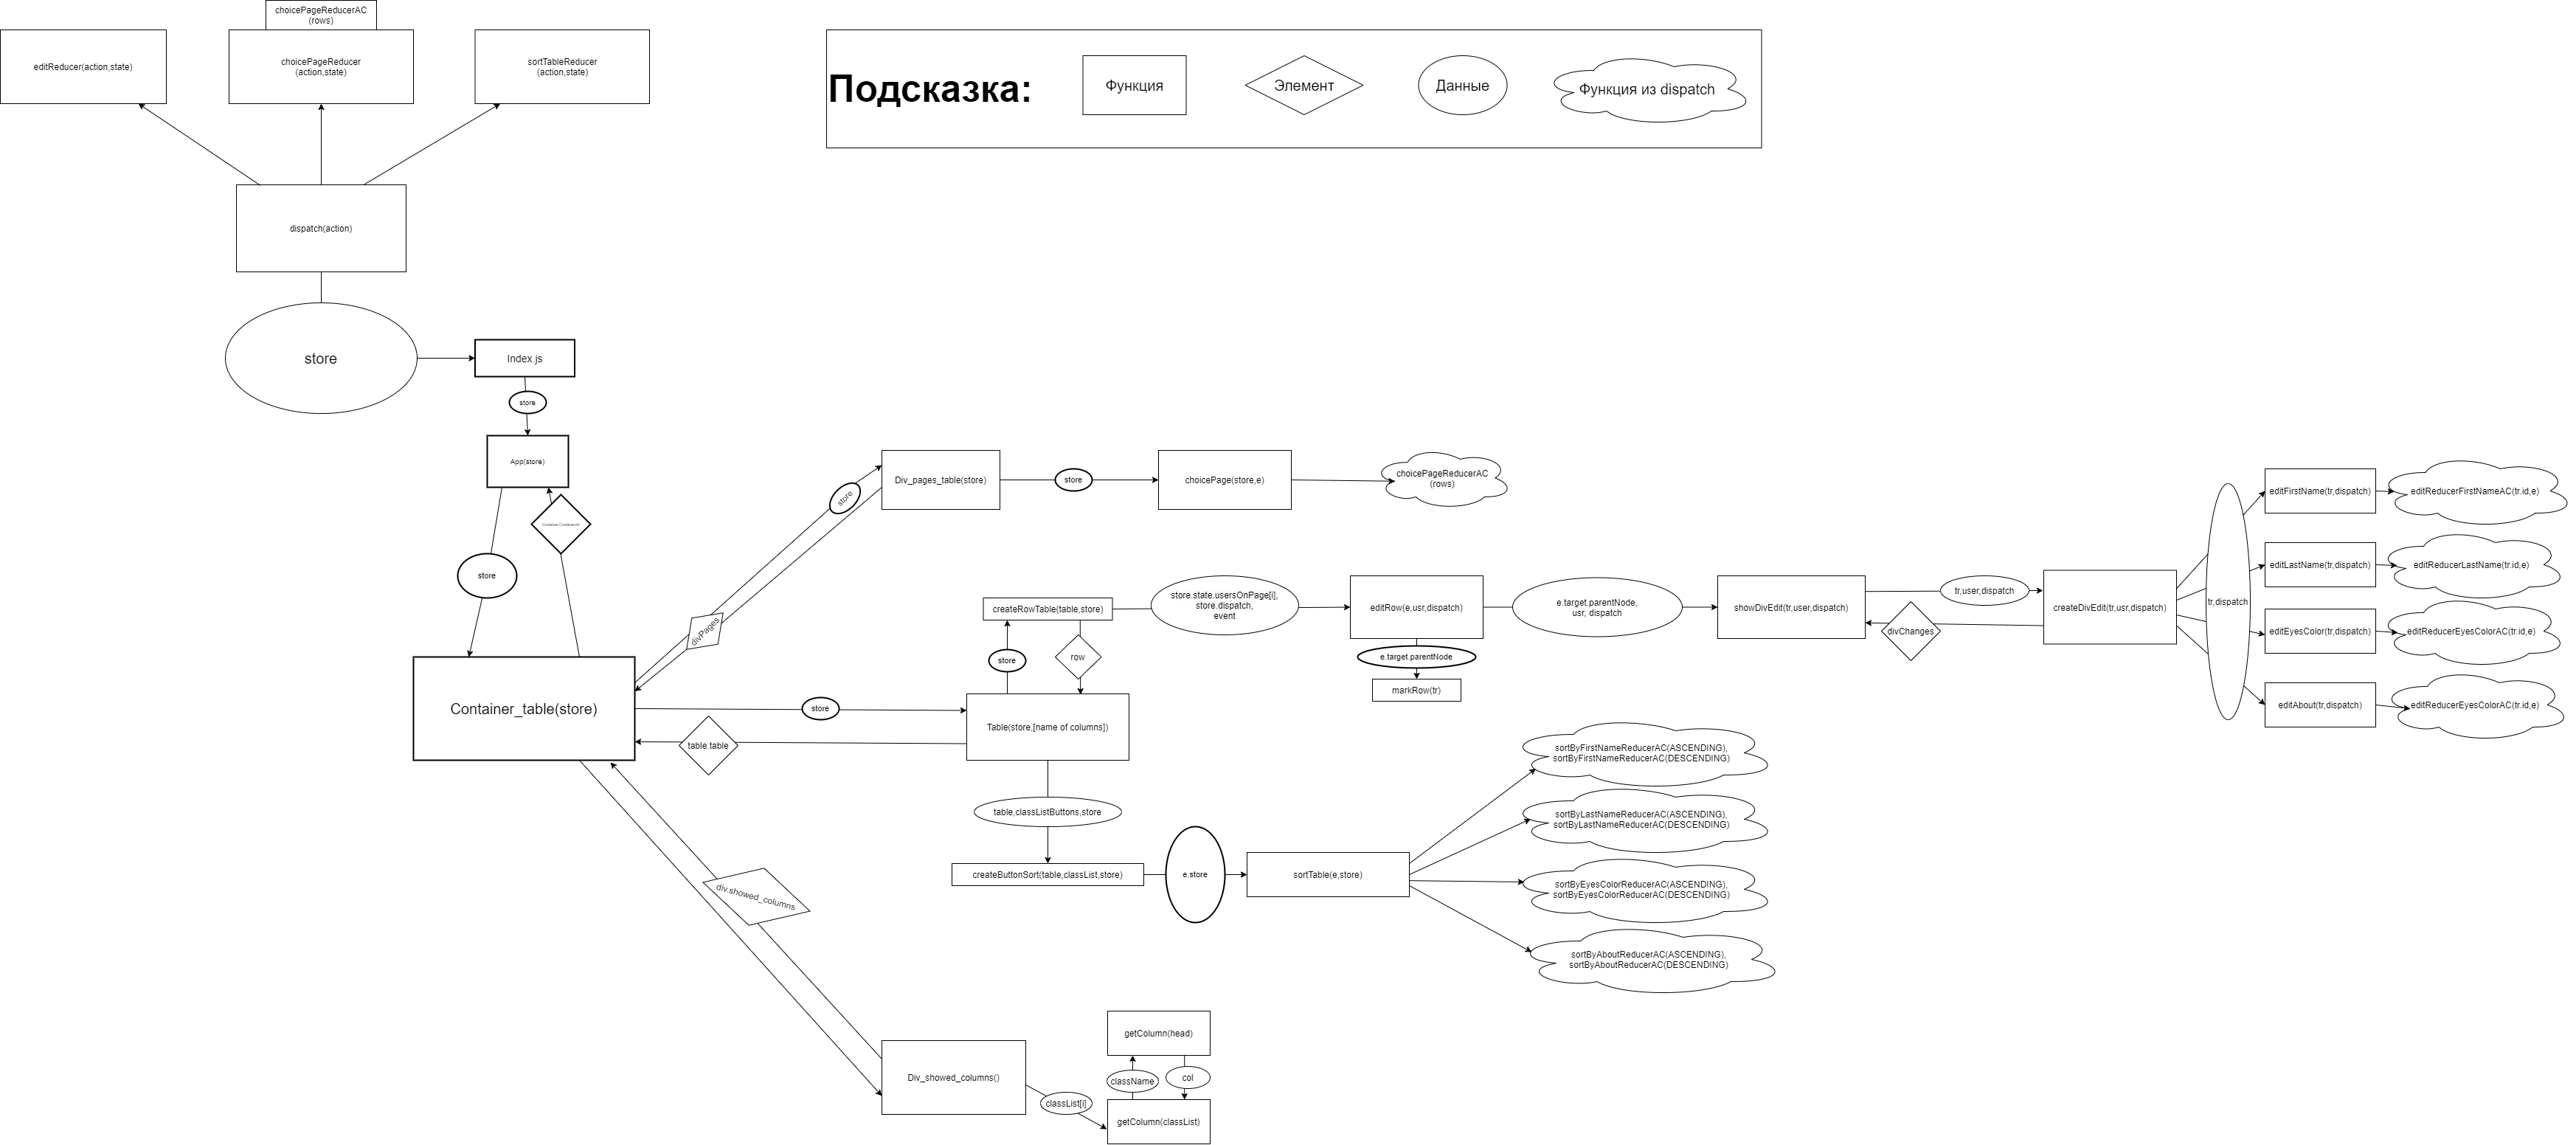 choicePageReducerAC
(rows)
editReducer(action,state)
choicePageReducer
(action,state)
sortTableReducer
(action,state)
Подсказка:
Функция
Элемент
Данные
Функция из dispatch
dispatch(action)
store
Index.js
store
App(store)
store
Container_table(store)
store
divPages
Div_pages_table(store)
store
choicePage(store,e)
choicePageReducerAC
(rows)
store
table.table
Table(store,[name of columns])
store
row
createRowTable(table,store)
store.state.usersOnPage[i],
store.dispatch,
event
editRow(e,usr,dispatch)
e.target.parentNode
markRow(tr)
e.target.parentNode,
usr, dispatch
showDivEdit(tr,user,dispatch)
tr,user,dispatch
divChanges
createDivEdit(tr,usr,dispatch)
tr,dispatch
editFirstName(tr,dispatch)
editReducerFirstNameAC(tr.id,e)
editLastName(tr,dispatch)
editReducerLastName(tr.id,e)
editEyesColor(tr,dispatch)
editReducerEyesColorAC(tr.id,e)
editAbout(tr,dispatch)
editReducerEyesColorAC(tr.id,e)
table,classListButtons,store
createButtonSort(table,classList,store)
e,store
sortTable(e,store)
sortByFirstNameReducerAC(ASCENDING),
sortByFirstNameReducerAC(DESCENDING)
sortByLastNameReducerAC(ASCENDING),
sortByLastNameReducerAC(DESCENDING)
sortByEyesColorReducerAC(ASCENDING),
sortByEyesColorReducerAC(DESCENDING)
sortByAboutReducerAC(ASCENDING),
sortByAboutReducerAC(DESCENDING)
div.showed_columns
Div_showed_columns()
classList[i]
getColumn(head)
className
col
getColumn(classList)